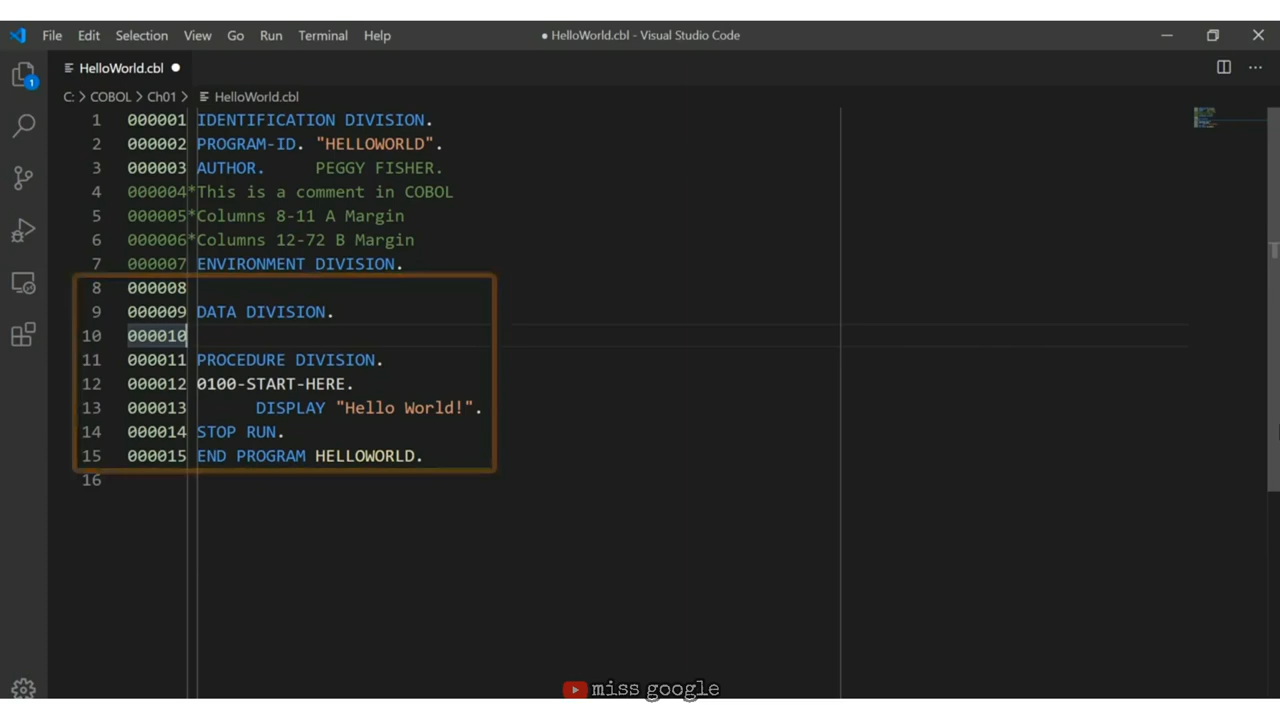 File Edit Selection View Go Run Terminal Help ● HelloWorld.cbl - Visual Studio Code
HelloWorld.cbl ●
1
C: > COBOL > Ch01 > HelloWorld.cbl
1 000001 IDENTIFICATION DIVISION.
2 000002 PROGRAM-ID. "HELLOWORLD".
3 000003 AUTHOR. PEGGY FISHER.
4 000004*This is a comment in COBOL
5 000005*Columns 8-11 A Margin
6 000006*Columns 12-72 B Margin
7 000007 ENVIRONMENT DIVISION.
8 000008
9 000009 DATA DIVISION.
10 000010
11 000011 PROCEDURE DIVISION.
12 000012 0100-START-HERE.
13 000013 DISPLAY "Hello World!".
14 000014 STOP RUN.
15 000015 END PROGRAM HELLOWORLD.
16
miss google